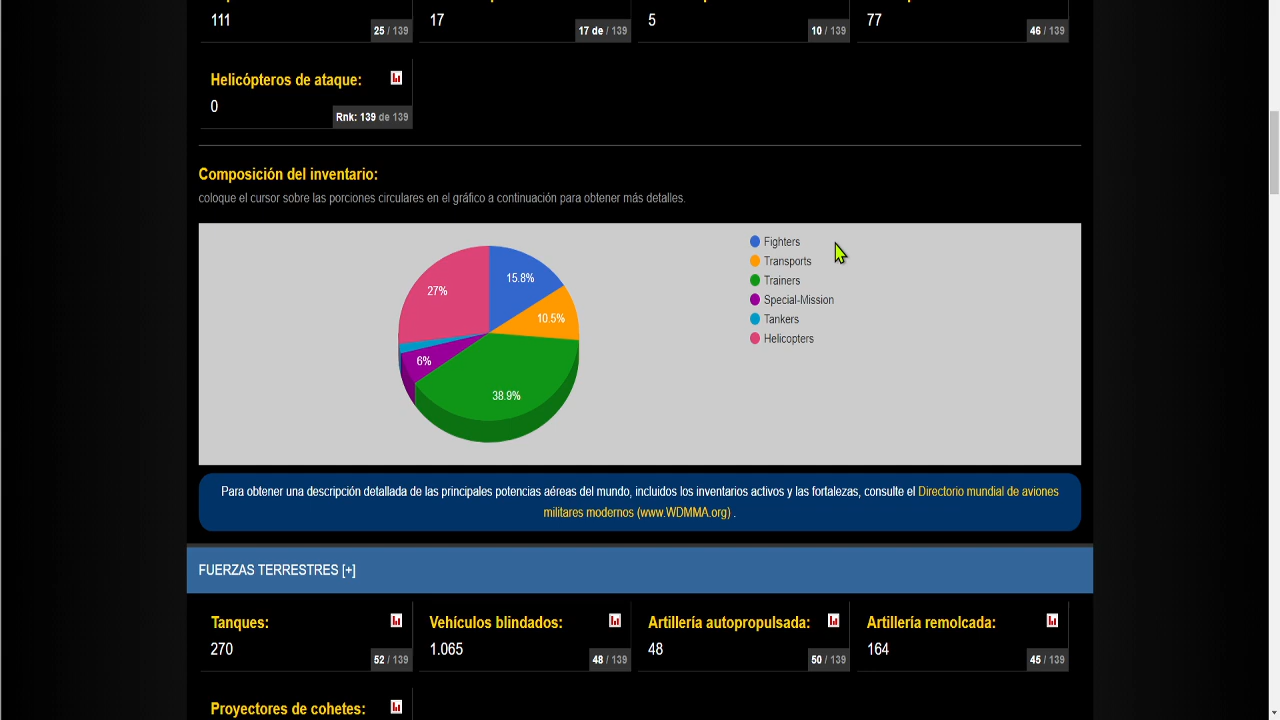 111
25 / 139
17
17 de / 139
5
10 / 139
77
46 / 139
Helicópteros de ataque:
0
Rnk: 139 de 139
Composición del inventario:
coloque el cursor sobre las porciones circulares en el gráfico a continuación para obtener más detalles.
15.8%
10.5%
38.9%
6%
27%
Fighters
Transports
Trainers
Special-Mission
Tankers
Helicopters
Para obtener una descripción detallada de las principales potencias aéreas del mundo, incluidos los inventarios activos y las fortalezas, consulte el Directorio mundial de aviones
militares modernos (www.WDMMA.org) .
FUERZAS TERRESTRES [+]
Tanques:
270
52 / 139
Vehículos blindados:
1.065
48 / 139
Artillería autopropulsada:
48
50 / 139
Artillería remolcada:
164
45 / 139
Proyectores de cohetes: